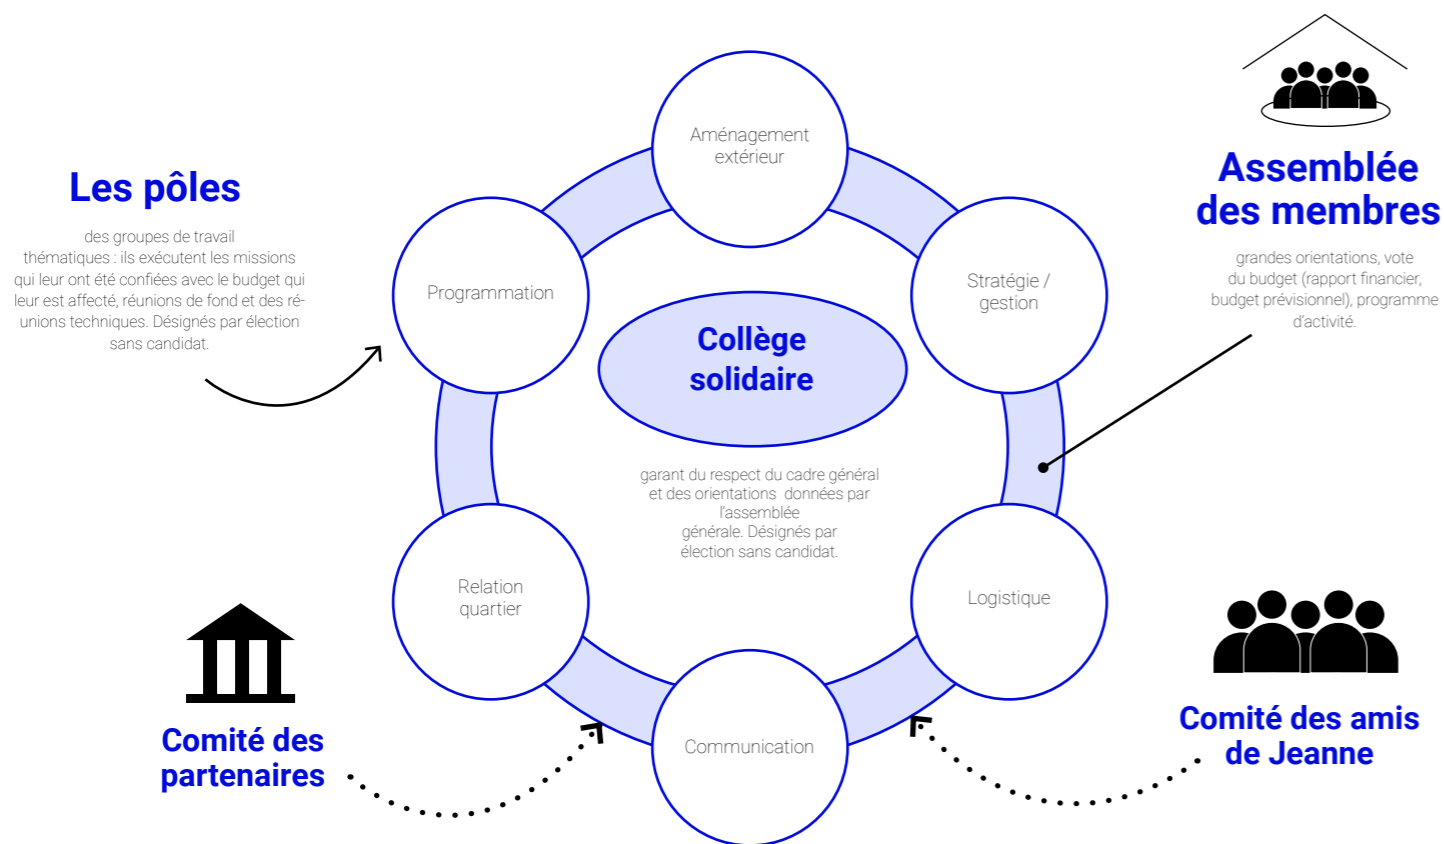 Aménagement
extérieur
Les pôles
des groupes de travail
thématiques : ils exécutent les missions
qui leur ont été confiées avec le budget qui
leur est affecté, réunions de fond et des ré-
unions techniques. Désignés par élection
sans candidat.
Assemblée
des membres
grandes orientations, vote
du budget (rapport financier,
budget prévisionnel), programme
d'activité.
Programmation
Stratégie /
gestion
Collège
solidaire
garant du respect du cadre général
et des orientations  données par
l'assemblée
générale. Désignés par
élection sans candidat.
Relation
quartier
Logistique
Comité des
partenaires
Communication
Comité des amis
de Jeanne